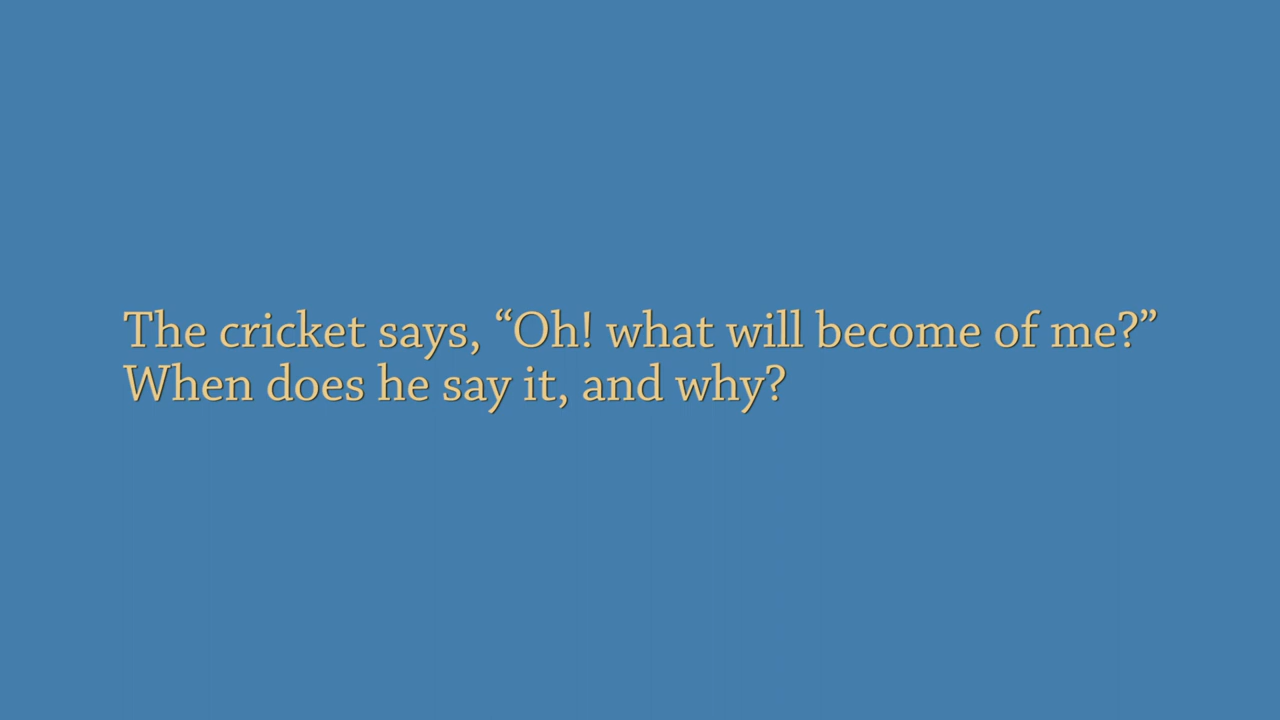 The cricket says, “Oh! what will become of me?”
When does he say it, and why?